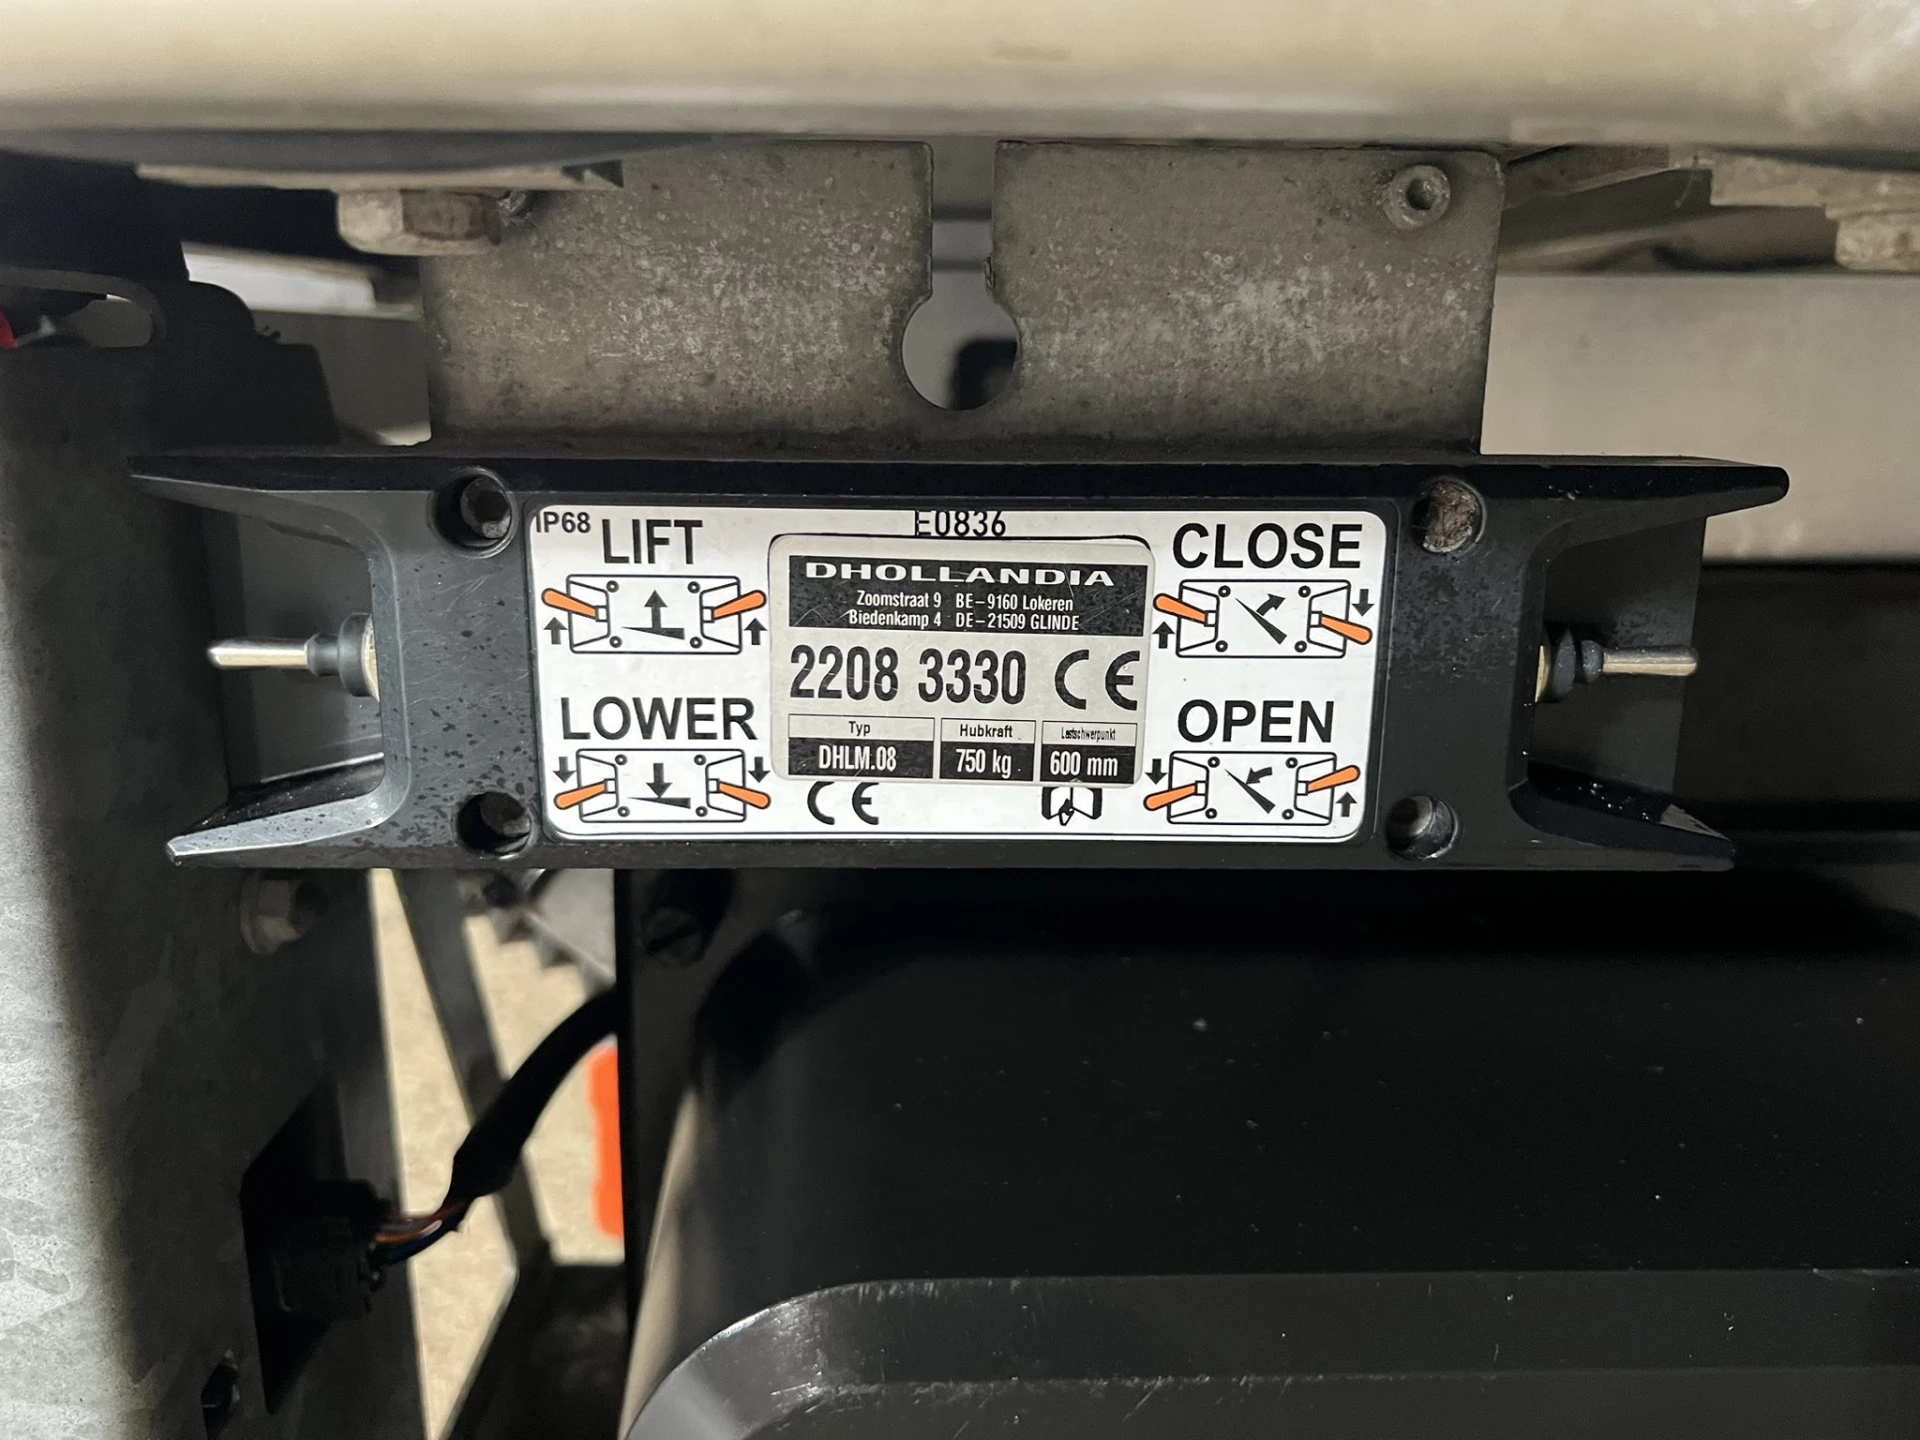 IP68
LIFT
E0836
CLOSE
DHOLLANDIA
Zoomstraat 9 BE-9160 Lokeren
Biedenkamp 4 DE-21509 GLINDE
2208 3330 CE
LOWER
OPEN
Typ
Hubkraft
Lastschwerpunkt
DHLM.08
750 kg
600 mm
CE